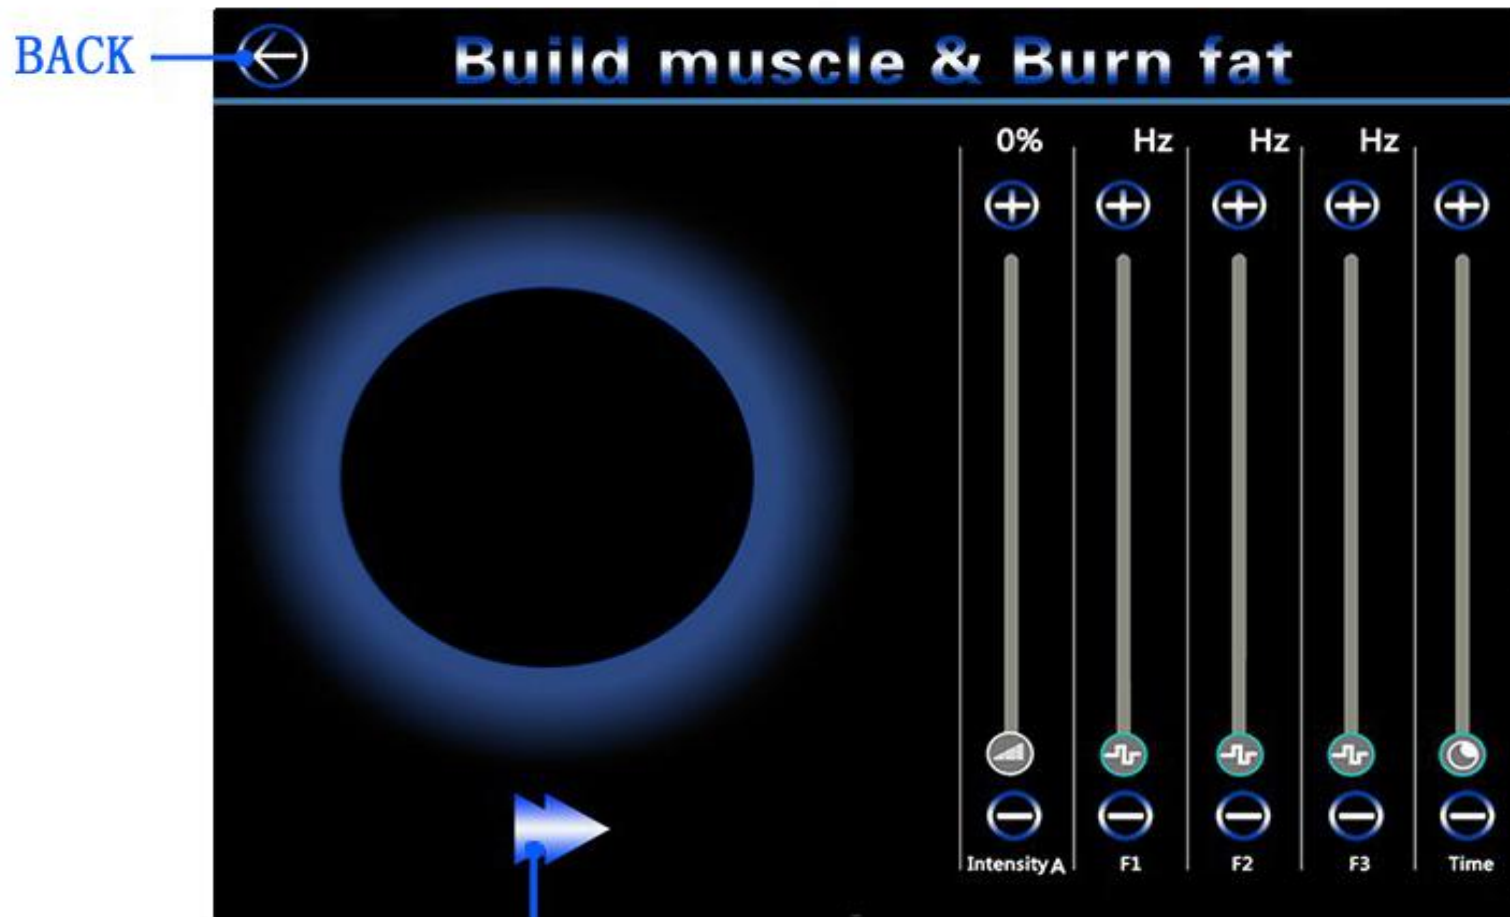 BACK
Build muscle & Burn fat
0% Hz Hz Hz
Intensity A F1 F2 F3 Time